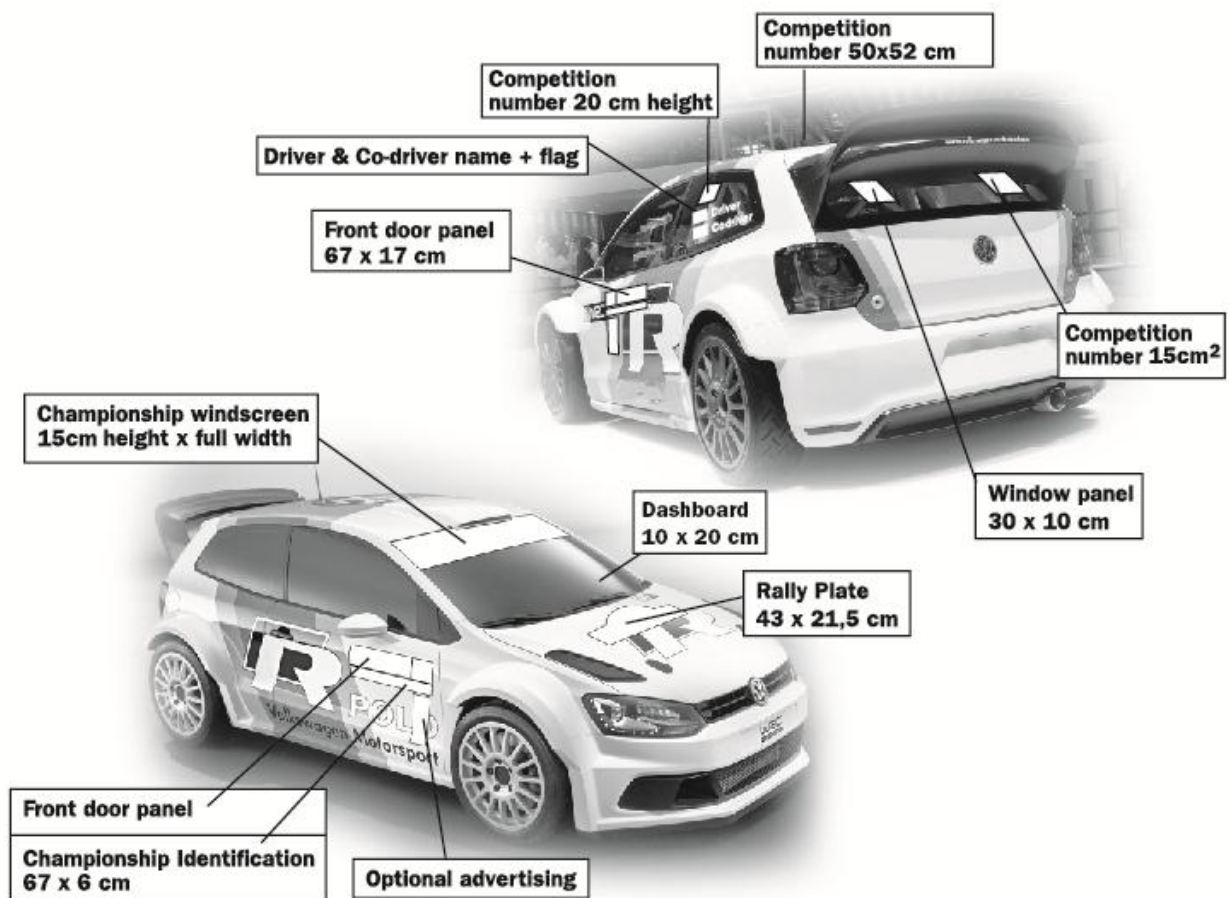 Competition
number 50x52 cm
Competition
number 20 cm height
Driver & Co-driver name + flag
Driver
Codriver
Front door panel
67 x 17 cm
R
Competition
number 15cm²
Championship windscreen
15cm height x full width
Window panel
30 x 10 cm
Dashboard
10 x 20 cm
Rally Plate
43 x 21,5 cm
R
R
POLO
Volkswagen Motorsport
Front door panel
Championship Identification
67 x 6 cm
Optional advertising